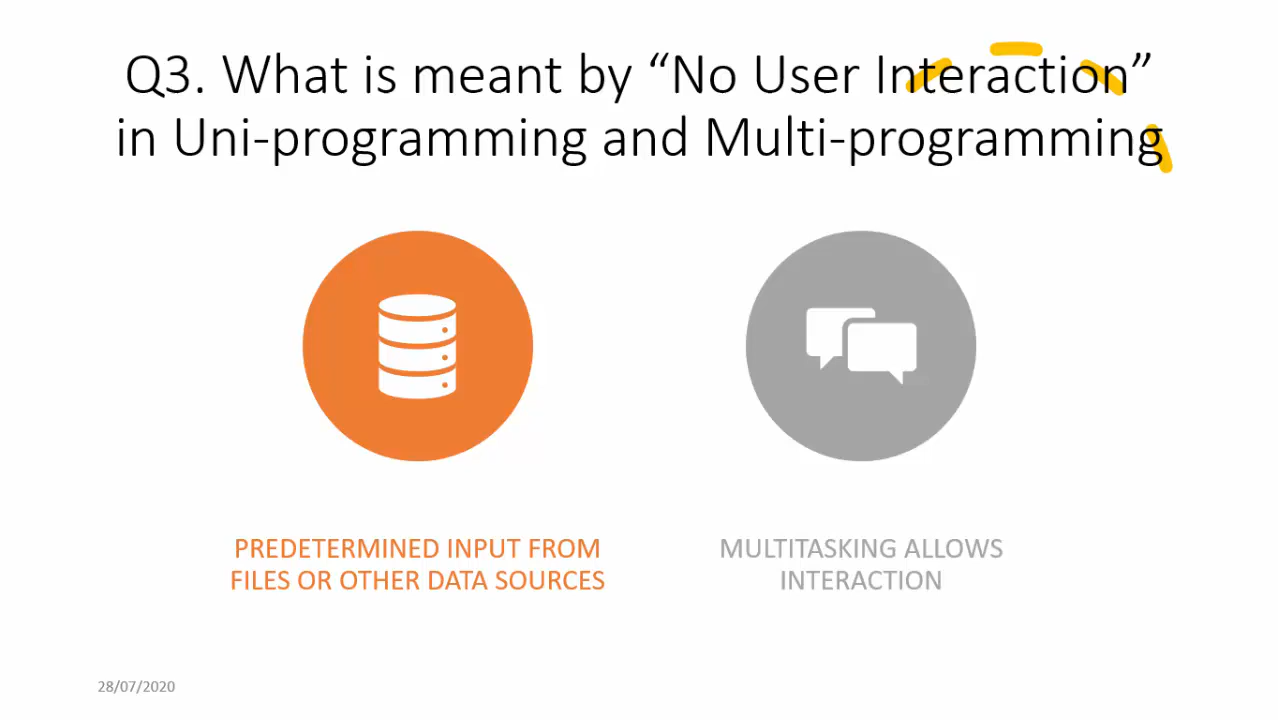 Q3. What is meant by “No User Interaction”
in Uni-programming and Multi-programming
PREDETERMINED INPUT FROM
FILES OR OTHER DATA SOURCES
MULTITASKING ALLOWS
INTERACTION
28/07/2020